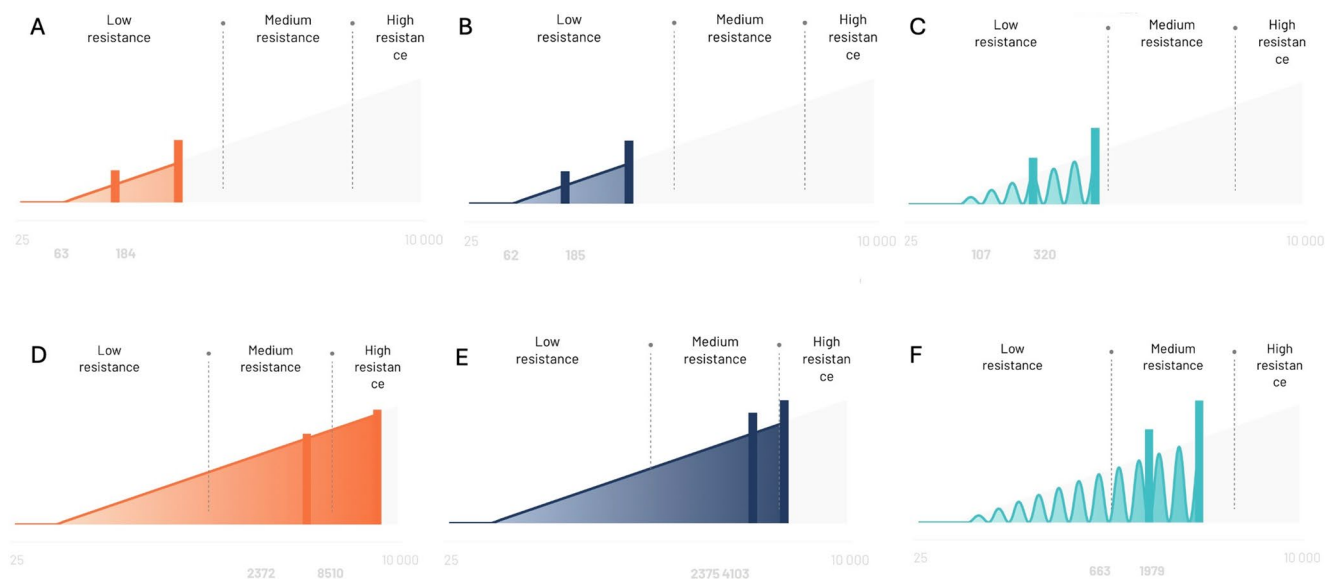 A
Low
resistance
Medium
resistance
High
resistan
ce
25
10 000
63
184
B
Low
resistance
Medium
resistance
High
resistan
ce
25
10 000
62
185
C
Low
resistance
Medium
resistance
High
resistan
ce
25
10 000
107
320
D
Low
resistance
Medium
resistance
High
resistan
ce
25
10 000
2372
8510
E
Low
resistance
Medium
resistance
High
resistan
ce
25
10 000
2375 4103
F
Low
resistance
Medium
resistance
High
resistan
ce
25
10 000
663
1979